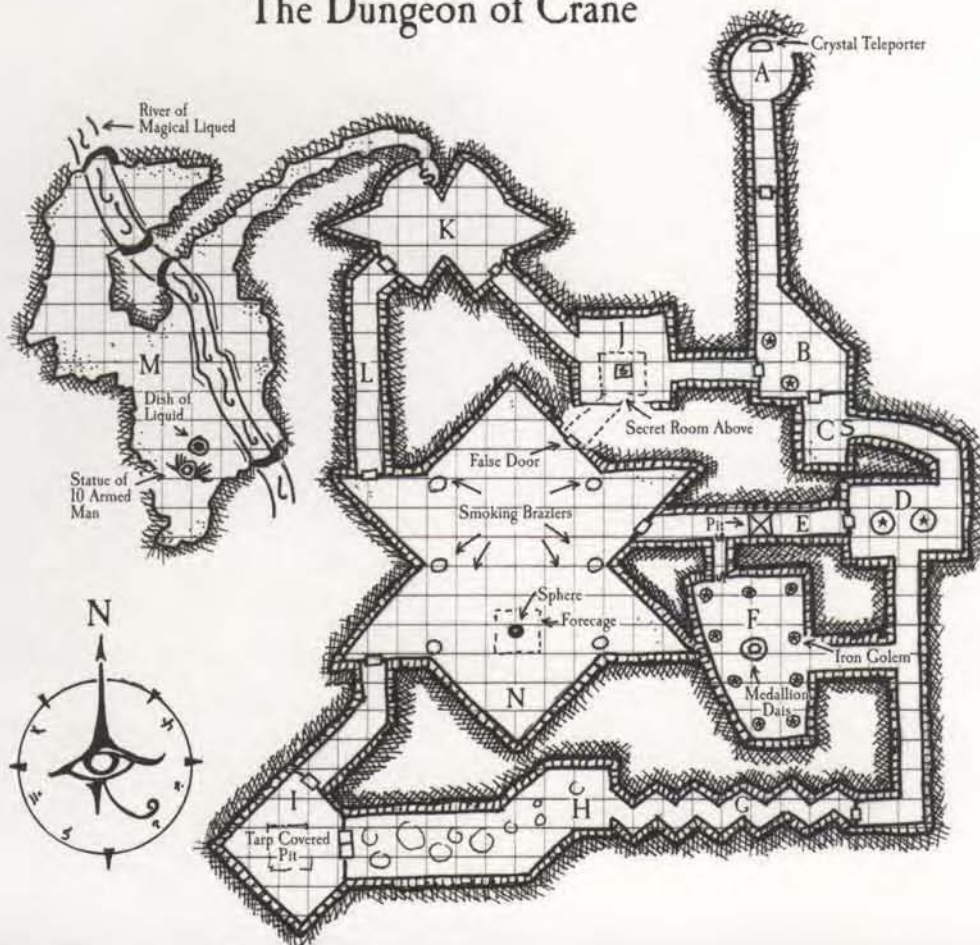 The Dungeon of Crane
Crystal Teleporter
A
River of
Magical Liqued
K
J
B
M
L
Dish of
Liquid
Secret Room Above
C S
False Door
Statue of
10 Armed
Man
Smoking Braziers
Pit
E
D
N
Sphere
Forecage
F
Iron Golem
Medallion
Dais
N
I
H
G
Tarp Covered
Pit